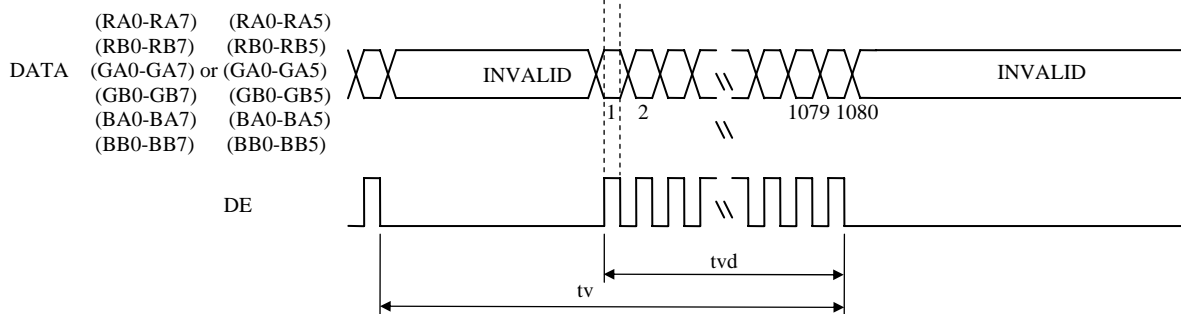 (RA0-RA7) (RA0-RA5)
(RB0-RB7) (RB0-RB5)
DATA (GA0-GA7) or (GA0-GA5) INVALID INVALID
(GB0-GB7) (GB0-GB5)
1 2 1079 1080
(BA0-BA7) (BA0-BA5)
(BB0-BB7) (BB0-BB5)
DE
tvd
tv